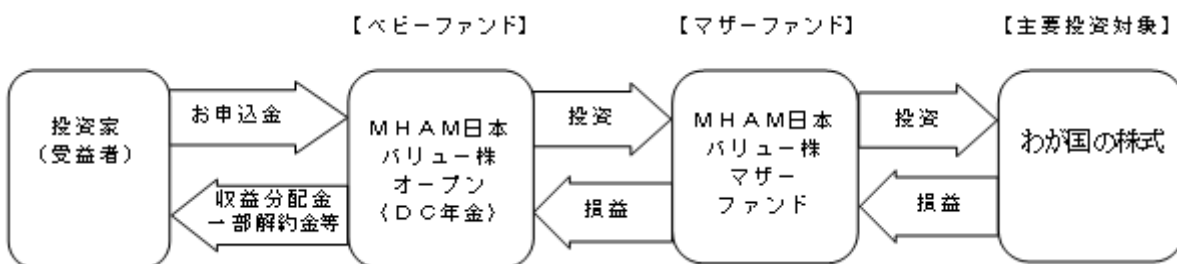 【ベビーファンド】
【マザーファンド】
【主要投資対象】
投資家
（受益者）
お申込金
収益分配金
一部解約金等
ＭＨＡＭ日本
バリュー株
オープン
〈ＤＣ年金〉
投資
損益
ＭＨＡＭ日本
バリュー株
マザー
ファンド
投資
損益
わが国の株式